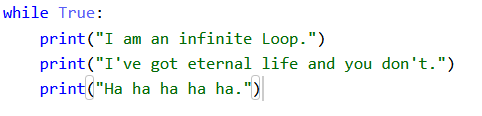 while True:
    print("I am an infinite Loop.")
    print("I've got eternal life and you don't.")
    print("Ha ha ha ha ha.")